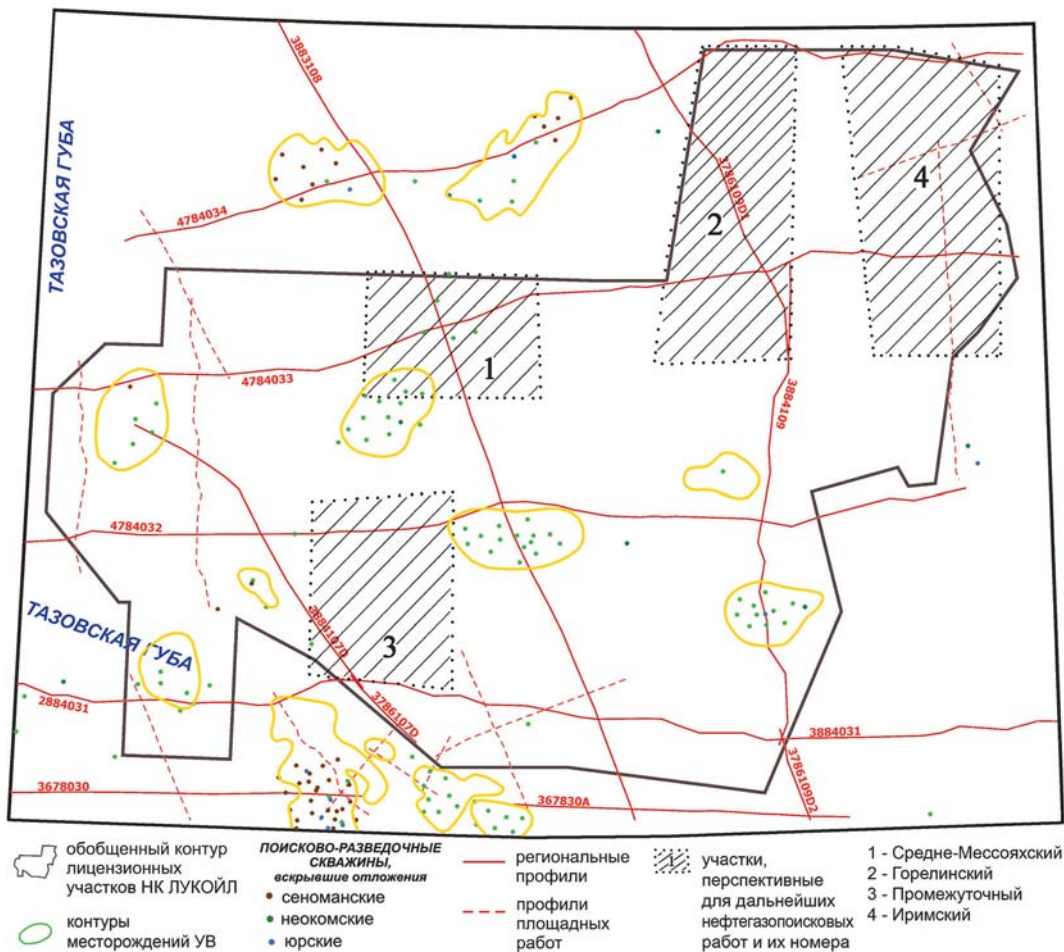 3883108
3786109D1
4784034
ТАЗОВСКАЯ ГУБА
2
4
1
4784033
3884109
4784032
ТАЗОВСКАЯ ГУБА
3884107D
3
2884031
3786107D
3884031
3678030
367830A
3786109D2
обобщенный контур
лицензионных
участков НК ЛУКОЙЛ
контуры
месторождений УВ
ПОИСКОВО-РАЗВЕДОЧНЫЕ
СКВАЖИНЫ,
вскрывшие отложения
сеноманские
неокомские
юрские
региональные
профили
профили
площадных
работ
1
участки,
перспективные
для дальнейших
нефтегазопоисковых
работ и их номера
1 - Средне-Мессояхский
2 - Горелинский
3 - Промежуточный
4 - Иримский